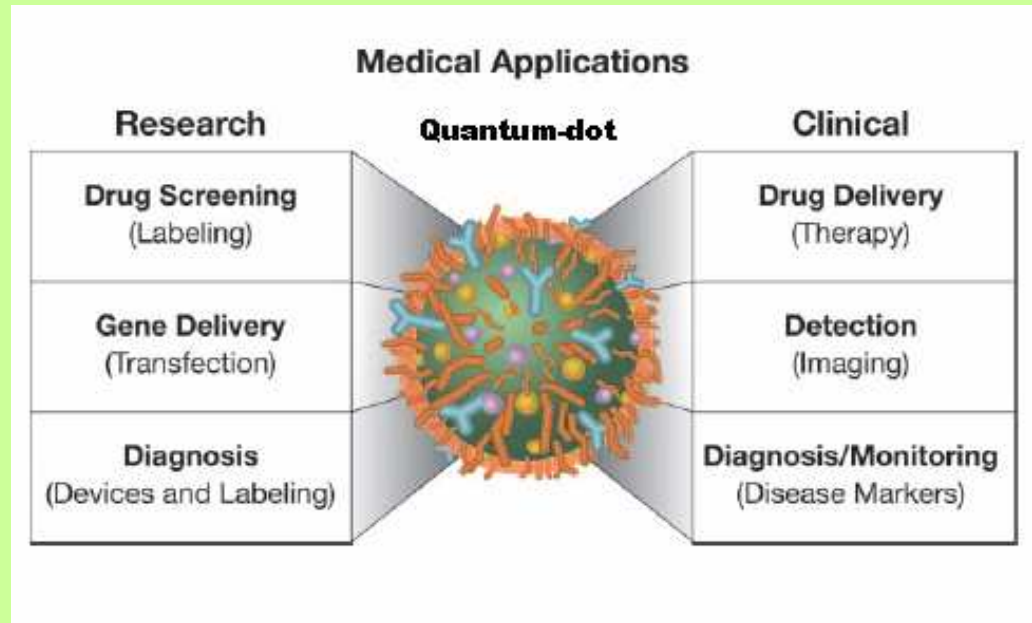 Medical Applications
Research
Quantum-dot
Clinical
Drug Screening
(Labeling)
Gene Delivery
(Transfection)
Diagnosis
(Devices and Labeling)
Drug Delivery
(Therapy)
Detection
(Imaging)
Diagnosis/Monitoring
(Disease Markers)